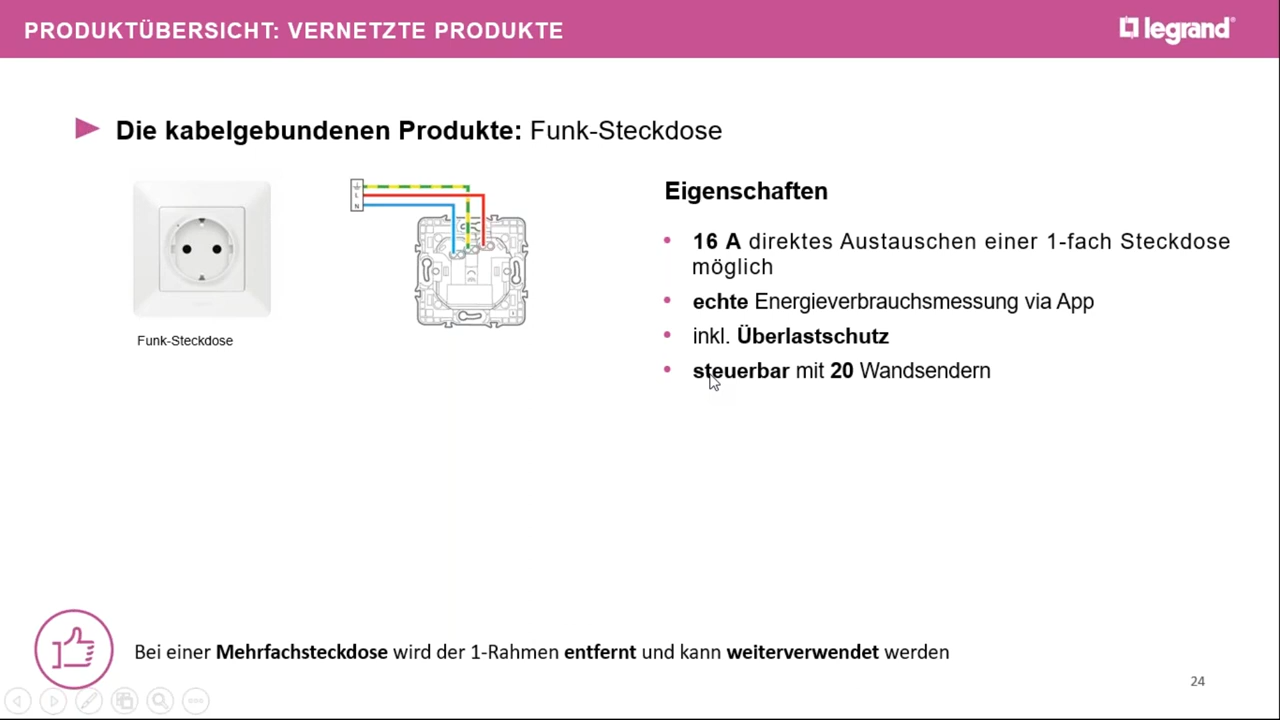 PRODUKTÜBERSICHT: VERNETZTE PRODUKTE
legrand®
Die kabelgebundenen Produkte: Funk-Steckdose
L
N
Funk-Steckdose
Eigenschaften
• 16 A direktes Austauschen einer 1-fach Steckdose
möglich
• echte Energieverbrauchsmessung via App
• inkl. Überlastschutz
• steuerbar mit 20 Wandsendern
Bei einer Mehrfachsteckdose wird der 1-Rahmen entfernt und kann weiterverwendet werden
24